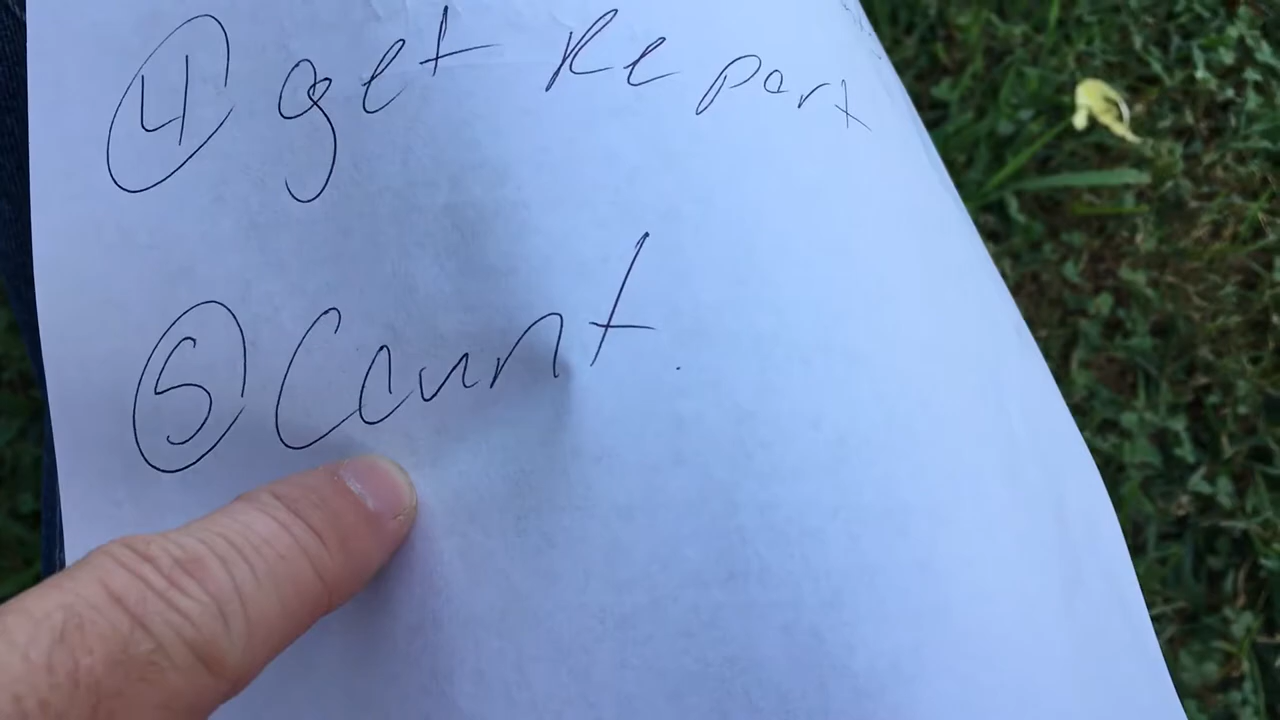 ④ get Report
⑤ Count.